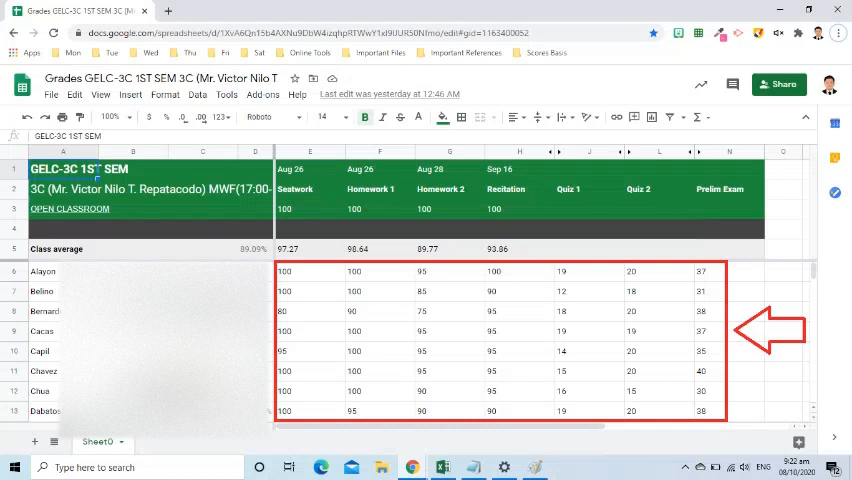 Grades GELC-3C 1ST SEM 3C (M
docs.google.com/spreadsheets/d/1XvA6Qn15b4AXNu9DbW4izqhpRTWwY1xl9UUR50Nfmo/edit#gid=1163400052
Apps Mon Tue Wed Thu Fri Sat Online Tools Important Files Important References Scores Basis
Grades GELC-3C 1ST SEM 3C (Mr. Victor Nilo T
File Edit View Insert Format Data Tools Add-ons Help Last edit was yesterday at 12:46 AM
Share
100% $ % .0 .00 123 Roboto 14 B S A
fx GELC-3C 1ST SEM
A B C D E F G H J L N O
1 GELC-3C 1ST SEM Aug 26 Aug 26 Aug 28 Sep 16
2 3C (Mr. Victor Nilo T. Repatacodo) MWF(17:00- Seatwork Homework 1 Homework 2 Recitation Quiz 1 Quiz 2 Prelim Exam
3 OPEN CLASSROOM 100 100 100 100
4
5 Class average 89.09% 97.27 98.64 89.77 93.86
6 Alayon 100 100 95 100 19 20 37
7 Belino 100 100 85 90 12 18 31
8 Bernard 80 90 75 95 18 20 38
9 Cacas 100 100 95 95 19 19 37
10 Capil 95 100 95 95 14 20 35
11 Chavez 100 100 95 95 15 20 40
12 Chua 100 100 90 95 16 15 30
13 Dabatos % 100 95 90 90 19 20 38
Sheet0
Type here to search
ENG
9:22 am
08/10/2020
12